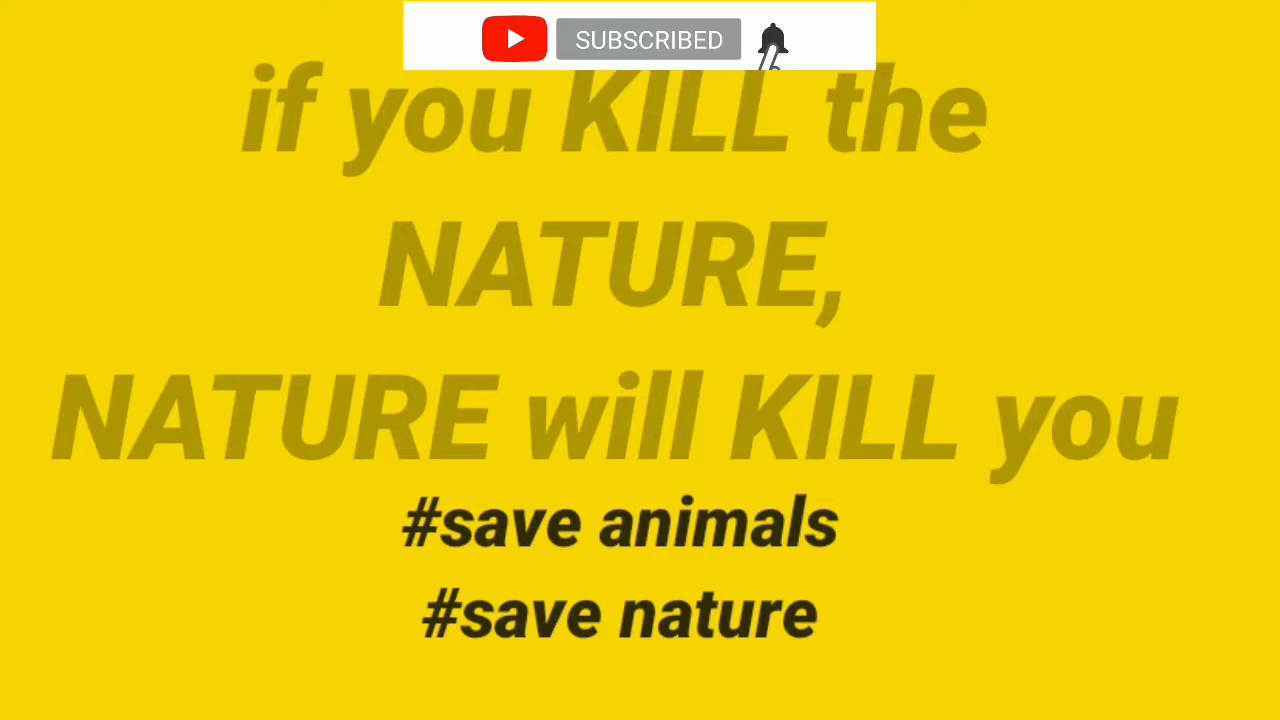 SUBSCRIBED
if you KILL the
NATURE,
NATURE will KILL you
#save animals
#save nature